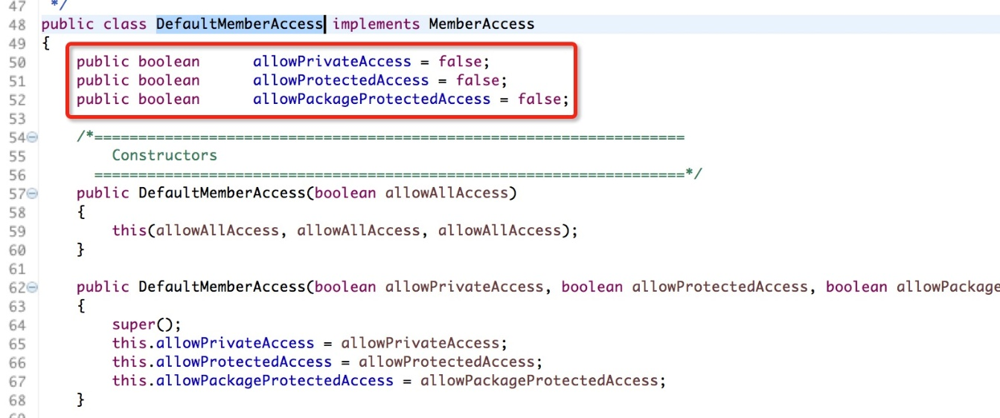 47 */
48 public class DefaultMemberAccess implements MemberAccess
49 {
50 public boolean allowPrivateAccess = false;
51 public boolean allowProtectedAccess = false;
52 public boolean allowPackageProtectedAccess = false;
53
54 /*===================================================================
55 Constructors
56 ===================================================================*/
57 public DefaultMemberAccess(boolean allowAllAccess)
58 {
59 this(allowAllAccess, allowAllAccess, allowAllAccess);
60 }
61
62 public DefaultMemberAccess(boolean allowPrivateAccess, boolean allowProtectedAccess, boolean allowPackage
63 {
64 super();
65 this.allowPrivateAccess = allowPrivateAccess;
66 this.allowProtectedAccess = allowProtectedAccess;
67 this.allowPackageProtectedAccess = allowPackageProtectedAccess;
68 }